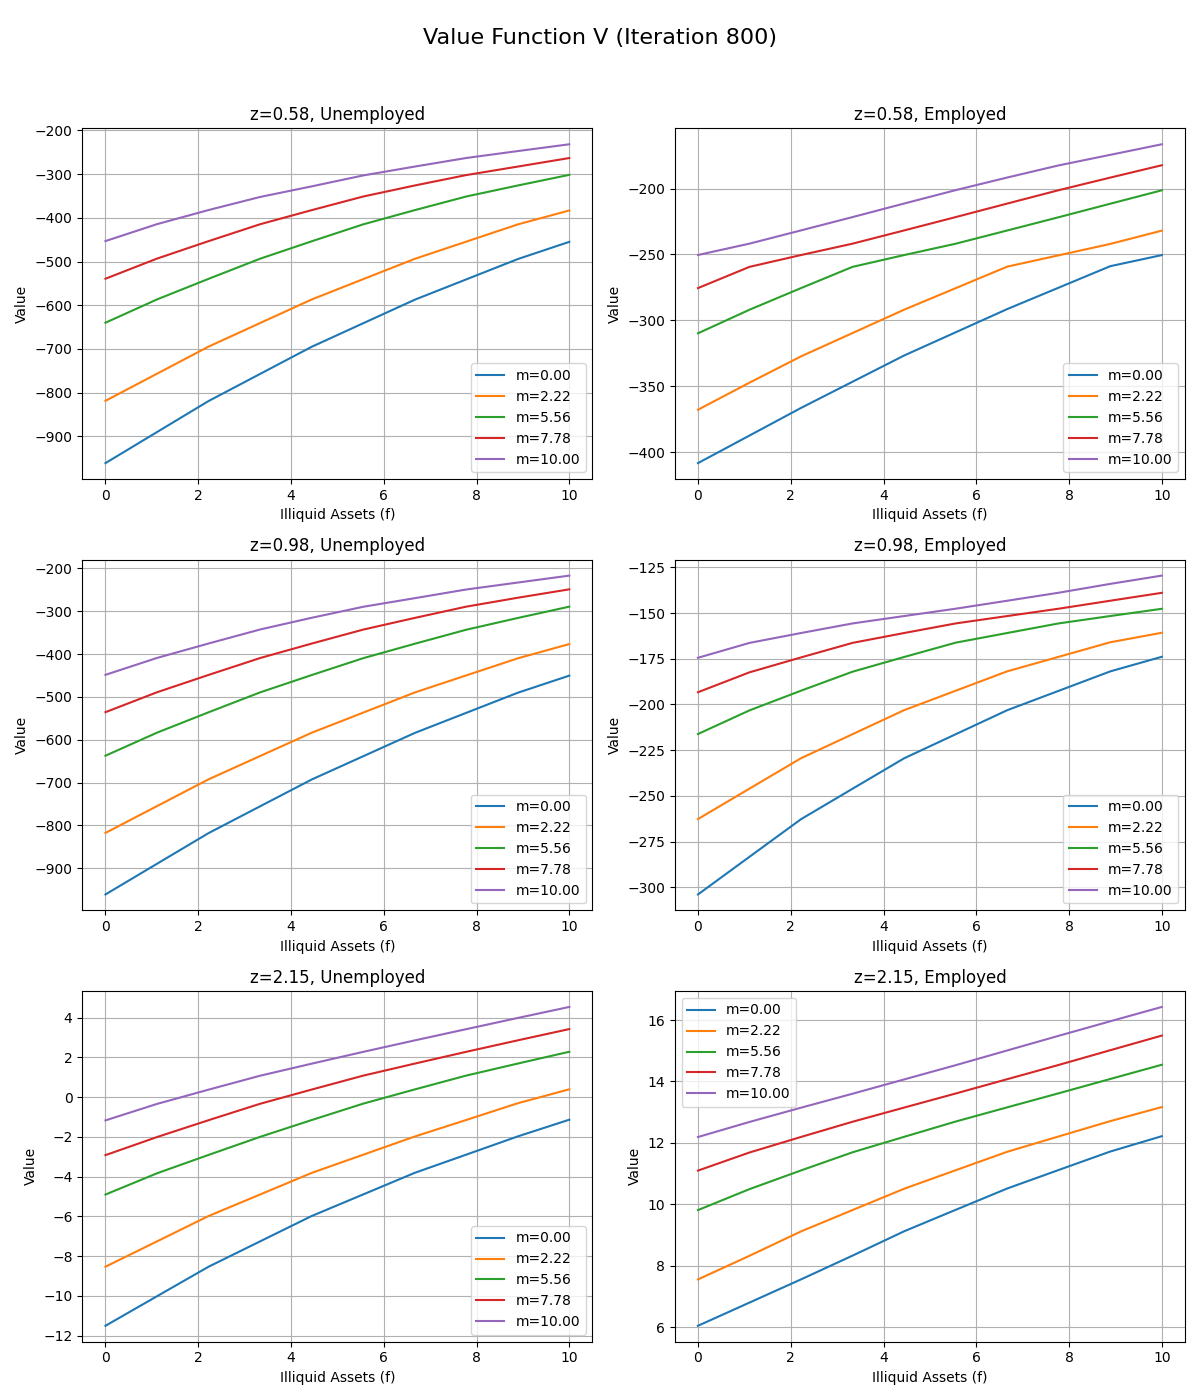 Value Function V (Iteration 800)
z=0.58, Unemployed
−200
−300
−400
−500
−600
−700
−800
−900
Value
m=0.00
m=2.22
m=5.56
m=7.78
m=10.00
0 2 4 6 8 10
Illiquid Assets (f)
z=0.58, Employed
−200
−250
−300
−350
−400
Value
m=0.00
m=2.22
m=5.56
m=7.78
m=10.00
0 2 4 6 8 10
Illiquid Assets (f)
z=0.98, Unemployed
−200
−300
−400
−500
−600
−700
−800
−900
Value
m=0.00
m=2.22
m=5.56
m=7.78
m=10.00
0 2 4 6 8 10
Illiquid Assets (f)
z=0.98, Employed
−125
−150
−175
−200
−225
−250
−275
−300
Value
m=0.00
m=2.22
m=5.56
m=7.78
m=10.00
0 2 4 6 8 10
Illiquid Assets (f)
z=2.15, Unemployed
4
2
0
−2
−4
−6
−8
−10
−12
Value
m=0.00
m=2.22
m=5.56
m=7.78
m=10.00
0 2 4 6 8 10
Illiquid Assets (f)
z=2.15, Employed
16
14
12
10
8
6
Value
m=0.00
m=2.22
m=5.56
m=7.78
m=10.00
0 2 4 6 8 10
Illiquid Assets (f)